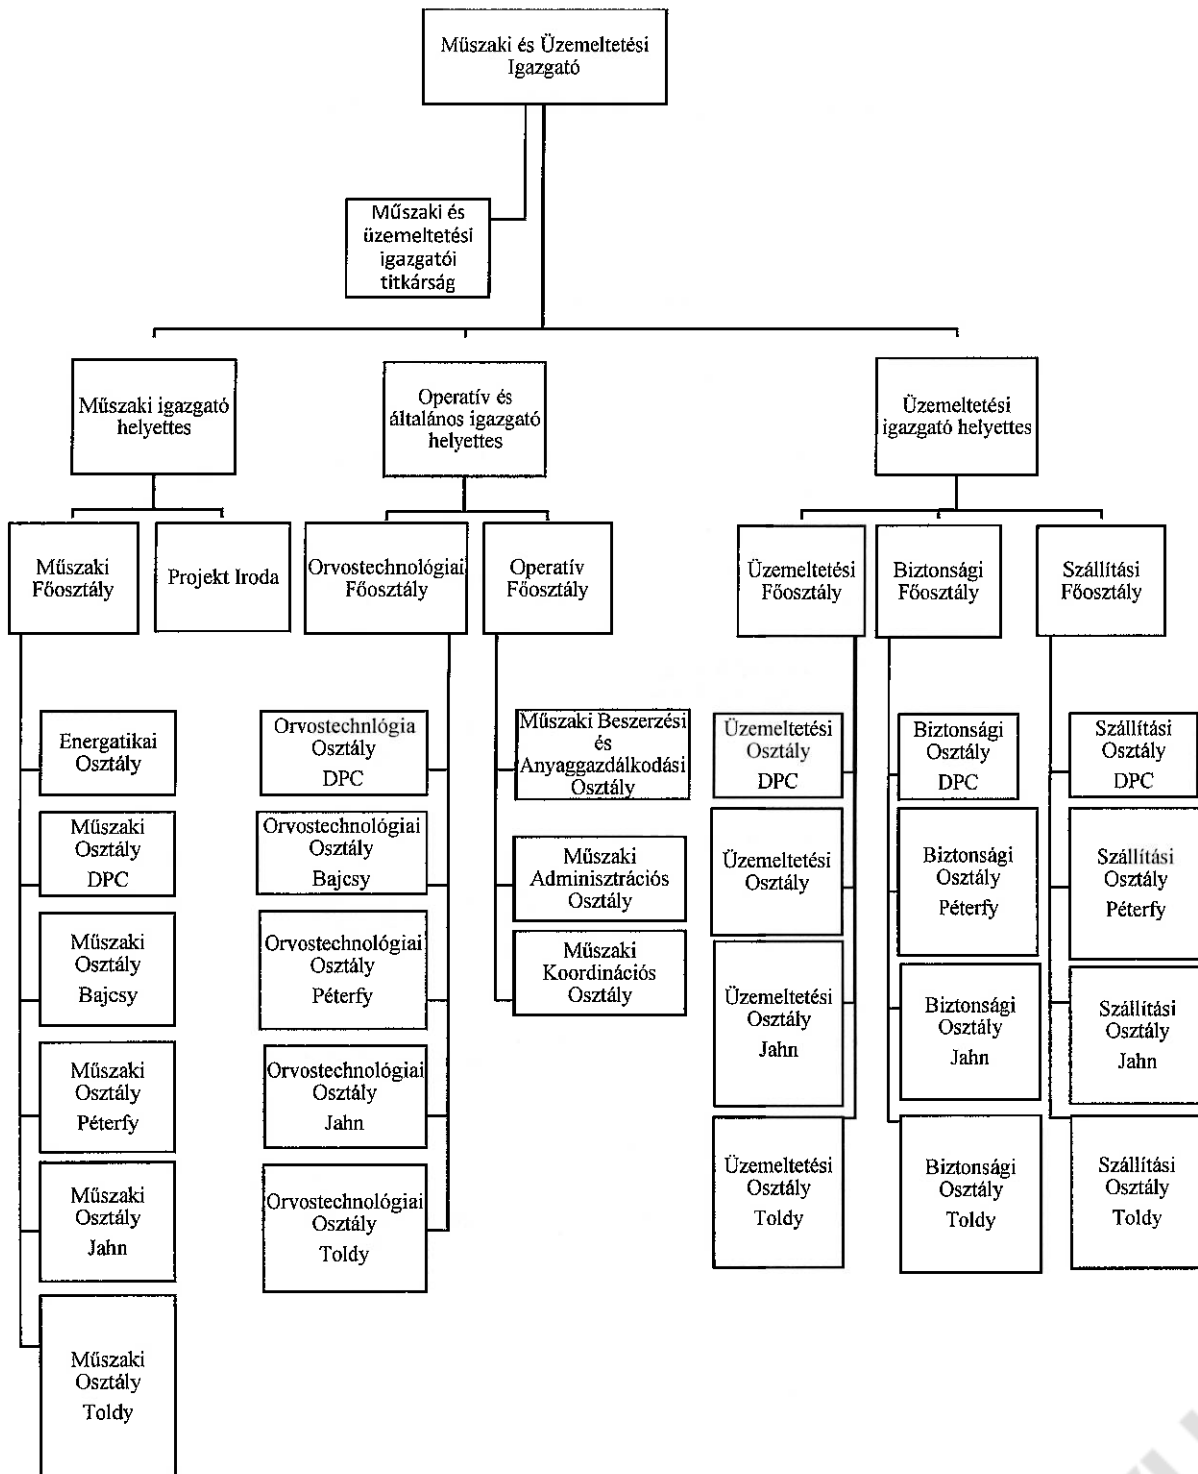 Műszaki és Üzemeltetési
Igazgató
Műszaki és
üzemeltetési
igazgatói
titkárság
Műszaki igazgató
helyettes
Operatív és
általános igazgató
helyettes
Üzemeltetési
igazgató helyettes
Műszaki
Főosztály
Projekt Iroda
Orvostechnológiai
Főosztály
Operatív
Főosztály
Üzemeltetési
Főosztály
Biztonsági
Főosztály
Szállítási
Főosztály
Energatikai
Osztály
Műszaki
Osztály
DPC
Műszaki
Osztály
Bajcsy
Műszaki
Osztály
Péterfy
Műszaki
Osztály
Jahn
Műszaki
Osztály
Toldy
Orvostechnlógia
Osztály
DPC
Orvostechnológiai
Osztály
Bajcsy
Orvostechnológiai
Osztály
Péterfy
Orvostechnológiai
Osztály
Jahn
Orvostechnológiai
Osztály
Toldy
Műszaki Beszerzési
és
Anyaggazdálkodási
Osztály
Műszaki
Adminisztrációs
Osztály
Műszaki
Koordinációs
Osztály
Üzemeltetési
Osztály
DPC
Üzemeltetési
Osztály
Üzemeltetési
Osztály
Jahn
Üzemeltetési
Osztály
Toldy
Biztonsági
Osztály
DPC
Biztonsági
Osztály
Péterfy
Biztonsági
Osztály
Jahn
Biztonsági
Osztály
Toldy
Szállítási
Osztály
DPC
Szállítási
Osztály
Péterfy
Szállítási
Osztály
Jahn
Szállítási
Osztály
Toldy